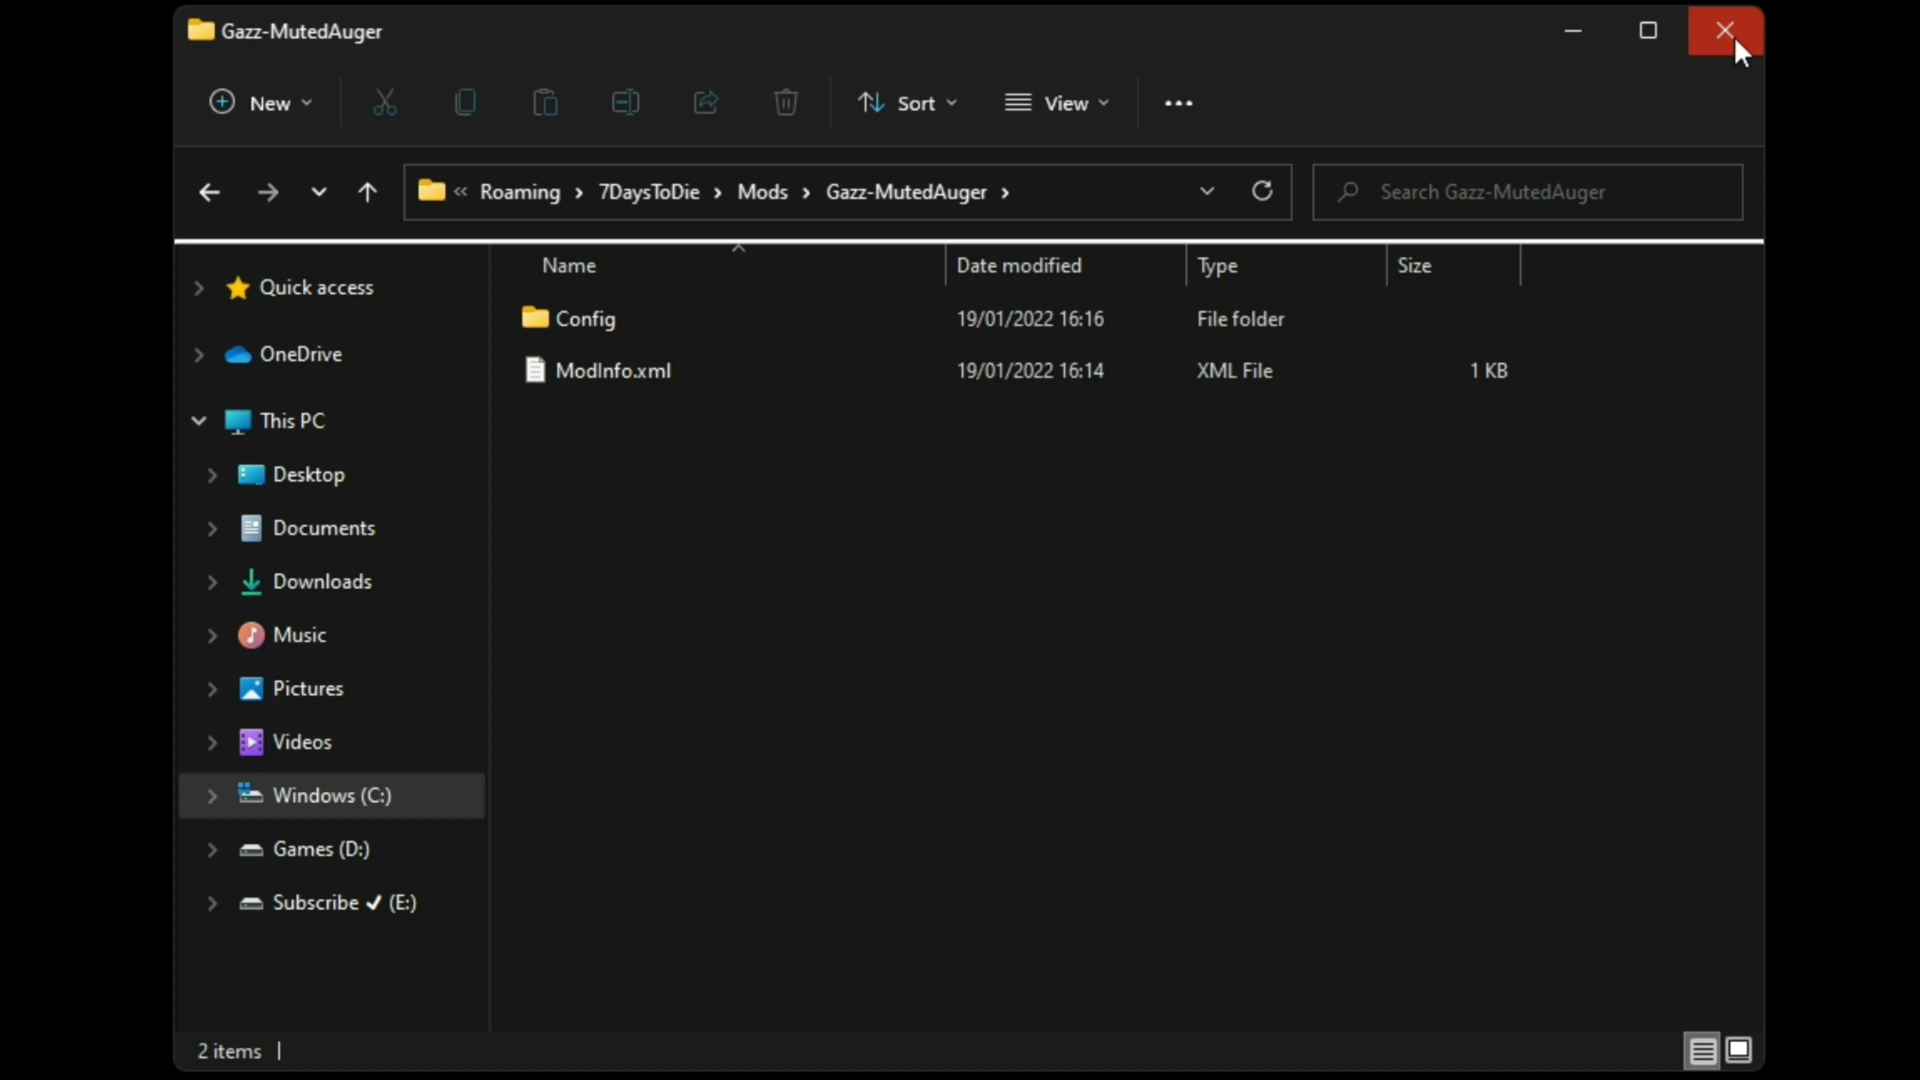 Gazz-MutedAuger
New
Sort
View
« Roaming > 7DaysToDie > Mods > Gazz-MutedAuger >
Search Gazz-MutedAuger
Name Date modified Type Size
Quick access
OneDrive
This PC
Desktop
Documents
Downloads
Music
Pictures
Videos
Windows (C:)
Games (D:)
Subscribe ✔ (E:)
Config 19/01/2022 16:16 File folder
ModInfo.xml 19/01/2022 16:14 XML File 1 KB
2 items